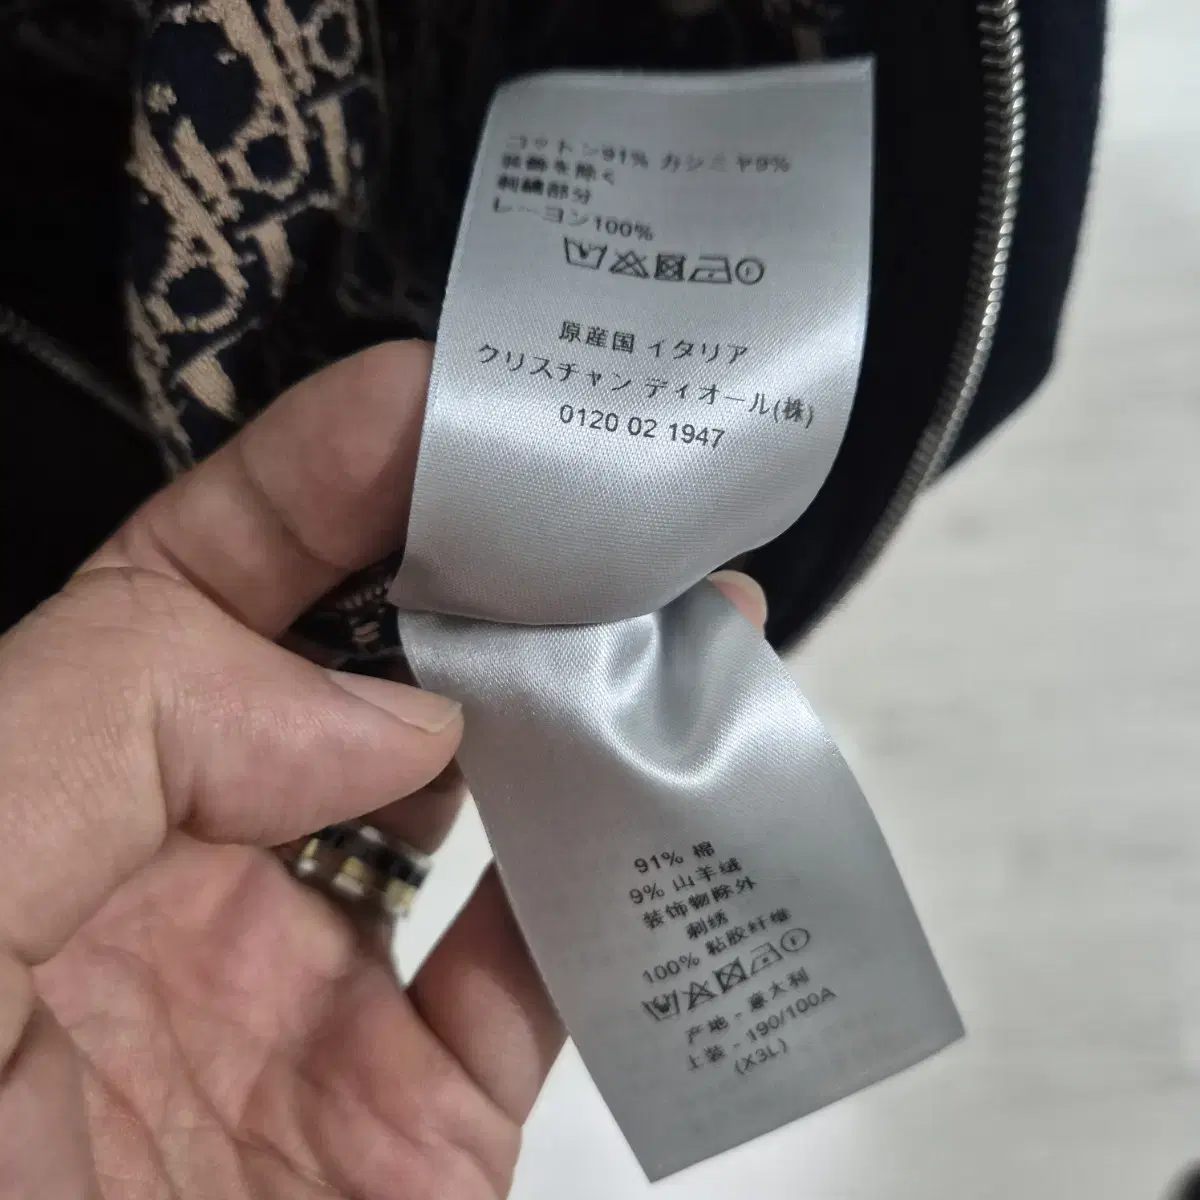 コットン91% カシミヤ9%
装飾を除く
刺繍部分
レーヨン100%
原産国 イタリア
クリスチャン ディオール(株)
0120 02 1947
91% 棉
9% 山羊绒
装饰物除外
刺绣
100% 粘胶纤维
产地 - 意大利
上装 - 190/100A
(X3L)